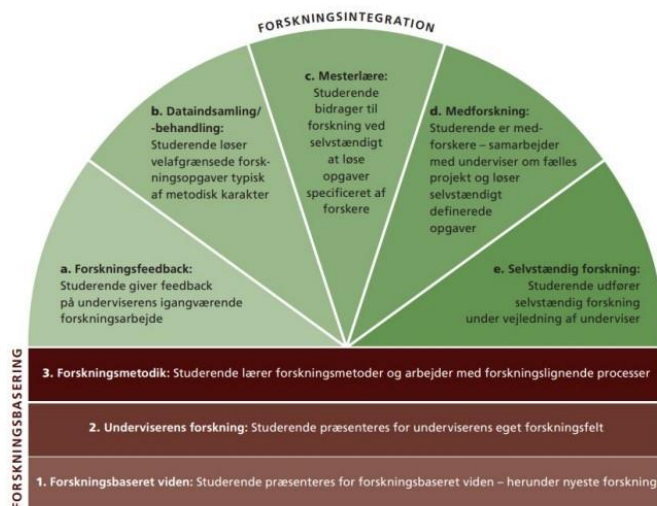 FORSKNINGSINTEGRATION
c. Mesterlære:
Studerende
bidrager til
forskning ved
selvstændigt
at løse
opgaver
specificeret af
forskere
b. Dataindsamling/
-behandling:
Studerende løser
velafgrænsede forsk-
ningsopgaver typisk
af metodisk karakter
d. Medforskning:
Studerende er med-
forskere – samarbejder
med underviser om fælles
projekt og løser
selvstændigt
definerede
opgaver
a. Forskningsfeedback:
Studerende giver feedback
på underviserens igangværende
forskningsarbejde
e. Selvstændig forskning:
Studerende udfører
selvstændig forskning
under vejledning af underviser
FORSKNINGSBASERING
3. Forskningsmetodik: Studerende lærer forskningsmetoder og arbejder med forskningslignende processer
2. Underviserens forskning: Studerende præsenteres for underviserens eget forskningsfelt
1. Forskningsbaseret viden: Studerende præsenteres for forskningsbaseret viden – herunder nyeste forskning